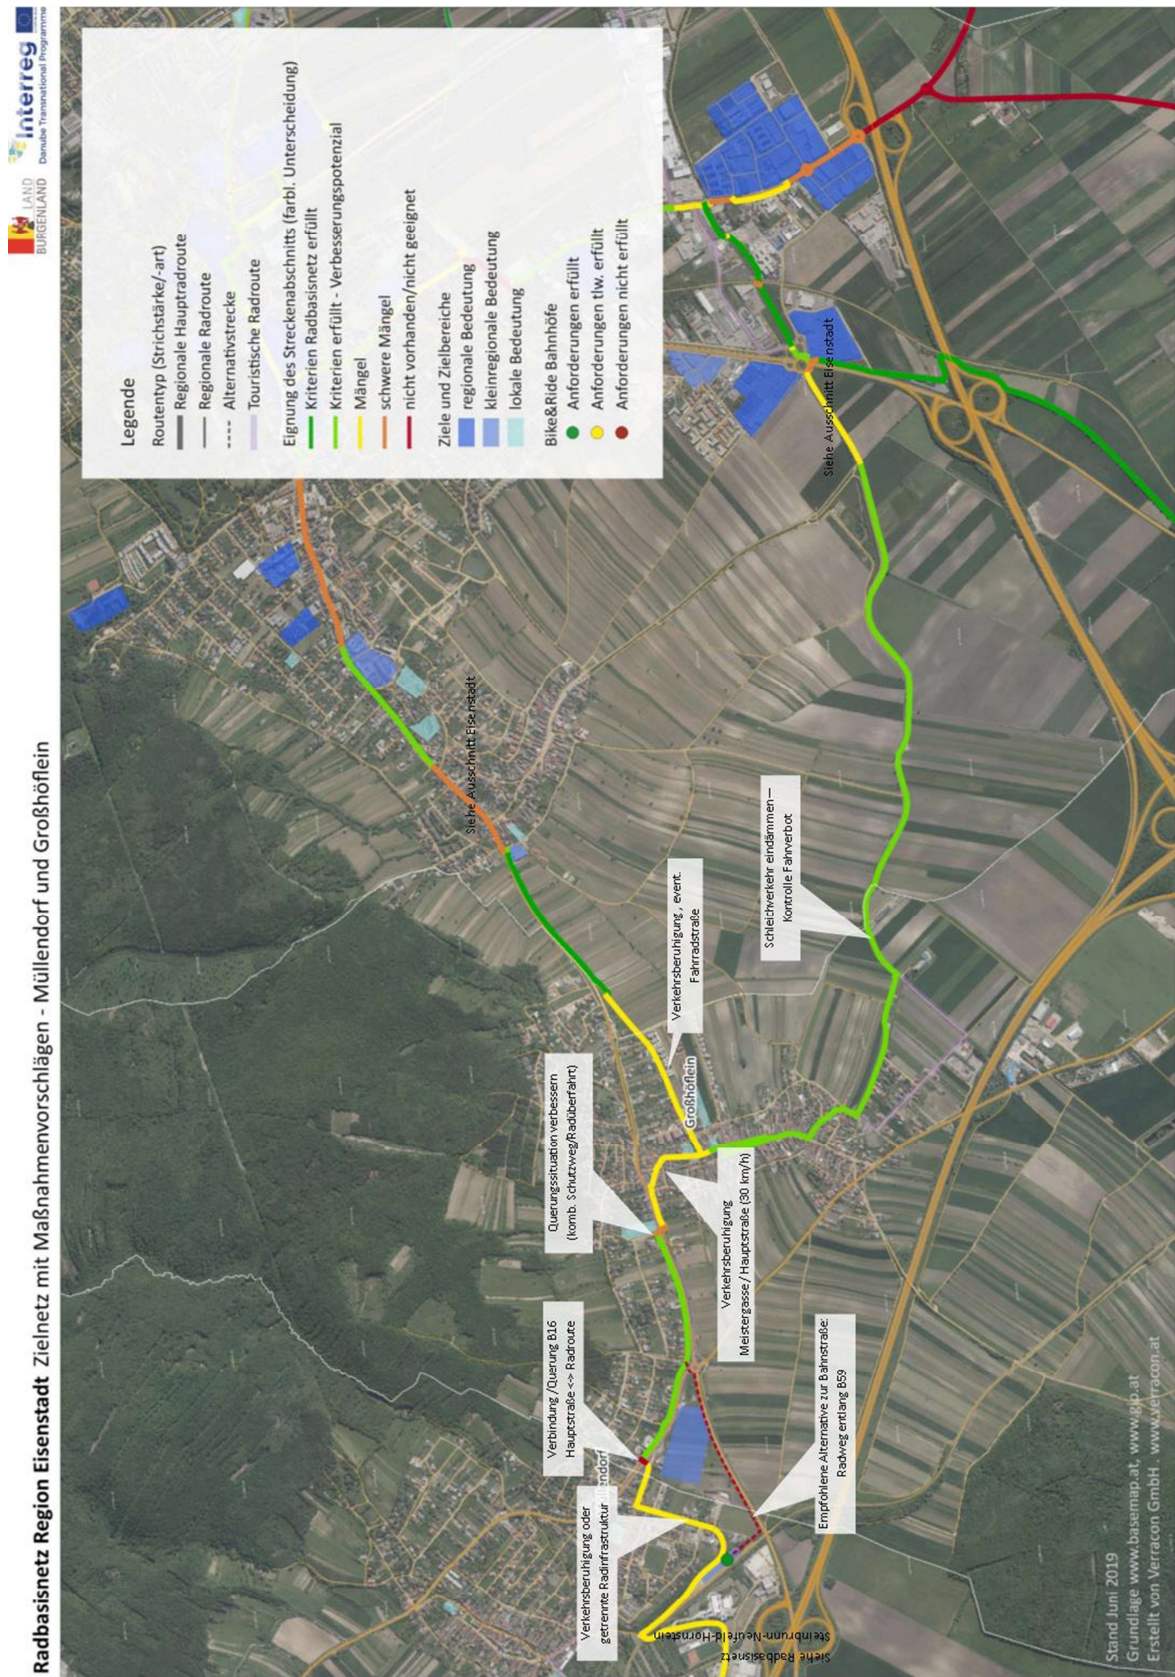 Radbasisnetz Region Eisenstadt Zielnetz mit Maßnahmenvorschlägen - Müllendorf und Großhöflein
LAND
BURGENLAND
Interreg
Danube Transnational Programme
Legende
Routentyp (Strichstärke/-art)
Regionale Hauptradroute
Regionale Radroute
Alternativstrecke
Touristische Radroute
Eignung des Streckenabschnitts (farbl. Unterscheidung)
Kriterien Radbasisnetz erfüllt
Kriterien erfüllt - Verbesserungspotenzial
Mängel
schwere Mängel
nicht vorhanden/nicht geeignet
Ziele und Zielbereiche
regionale Bedeutung
kleinregionale Bedeutung
lokale Bedeutung
Bike&Ride Bahnhöfe
Anforderungen erfüllt
Anforderungen tlw. erfüllt
Anforderungen nicht erfüllt
Siehe Ausschnitt Eisenstadt
Siehe Ausschnitt Eisenstadt
Verkehrsberuhigung , event.
Fahrradstraße
Schleichverkehr eindämmen—
Kontrolle Fahrverbot
Querungssituation verbessern
(komb. Schutzweg/Radüberfahrt)
Großhöflein
Verkehrsberuhigung
Meistergasse / Hauptstraße (30 km/h)
Verbindung /Querung B16
Hauptstraße <-> Radroute
Verkehrsberuhigung oder
getrennte Radinfrastruktur
llendorf
Empfohlene Alternative zur Bahnstraße:
Radweg entlang B59
Siehe Radbasisnetz
Steinbrunn-Neufeld-Hornstein
Stand Juni 2019
Grundlage www.basemap.at, www.gip.at
Erstellt von Verracon GmbH . www.verracon.at